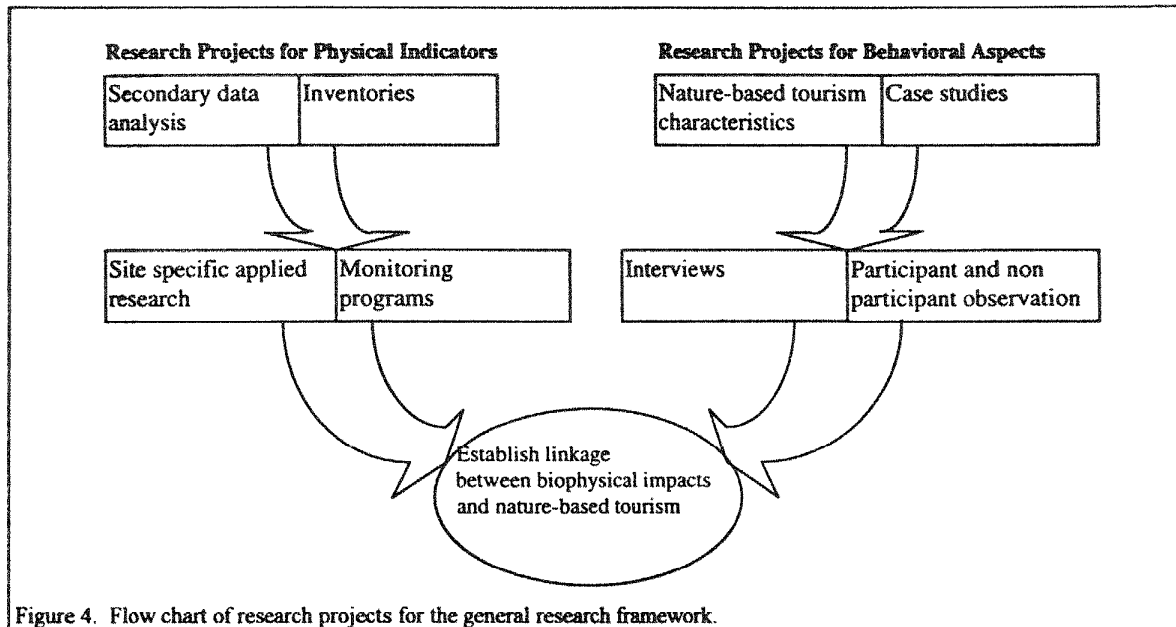 Research Projects for Physical Indicators
Secondary data
analysis
Inventories
Research Projects for Behavioral Aspects
Nature-based tourism
characteristics
Case studies
Site specific applied
research
Monitoring
programs
Interviews
Participant and non
participant observation
Establish linkage
between biophysical impacts
and nature-based tourism
Figure 4. Flow chart of research projects for the general research framework.